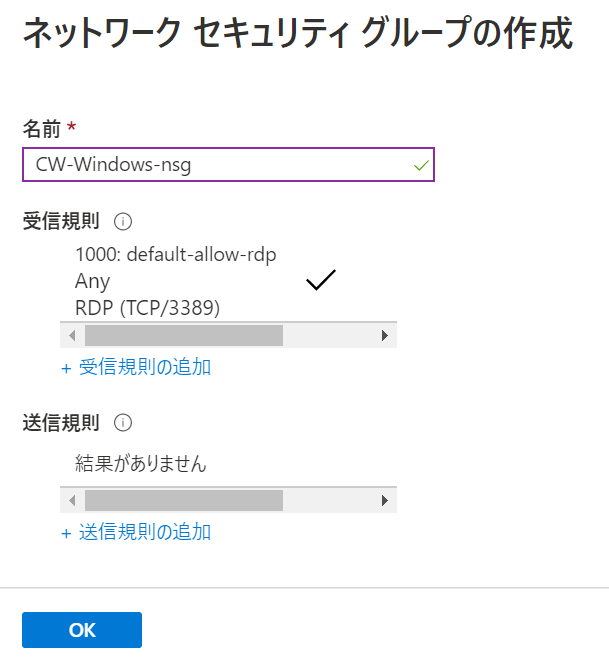 ネットワーク セキュリティ グループの作成
名前 *
CW-Windows-nsg
受信規則
1000: default-allow-rdp
Any
RDP (TCP/3389)
+ 受信規則の追加
送信規則
結果がありません
+ 送信規則の追加
OK